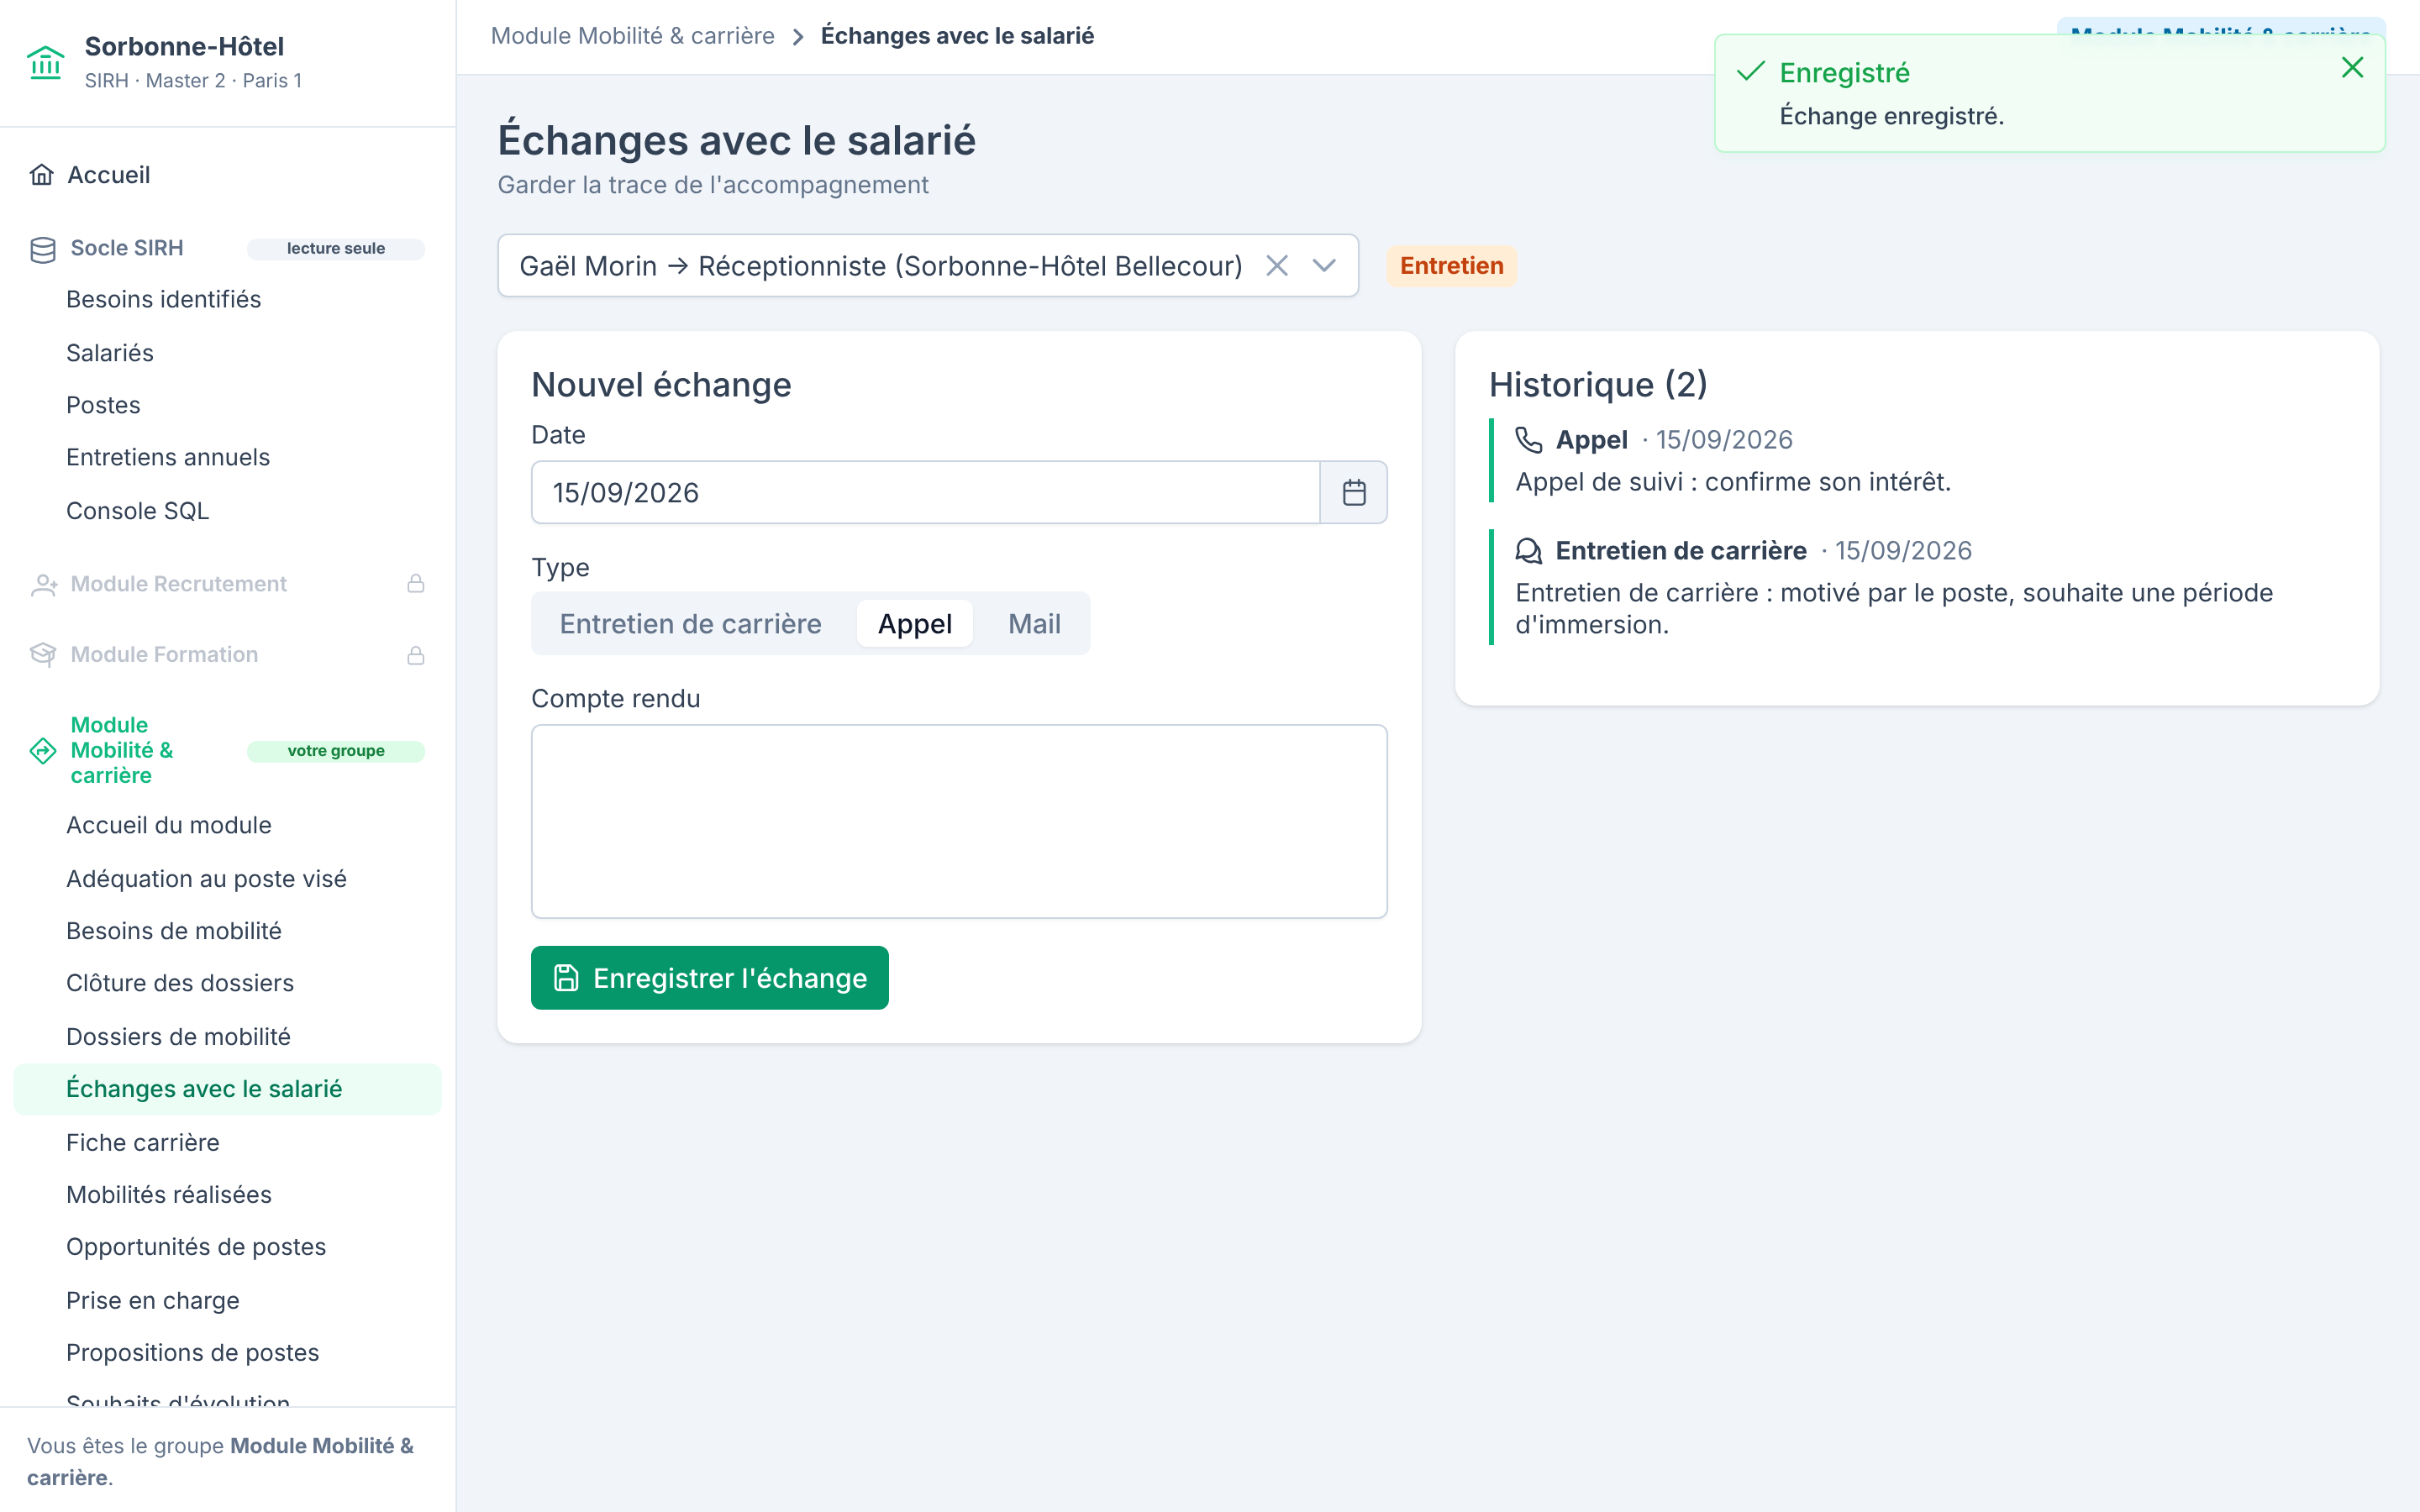 Sorbonne-Hôtel
SIRH · Master 2 · Paris 1
Accueil
Socle SIRH
lecture seule
Besoins identifiés
Salariés
Postes
Entretiens annuels
Console SQL
Module Recrutement
Module Formation
Module
Mobilité &
carrière
votre groupe
Accueil du module
Adéquation au poste visé
Besoins de mobilité
Clôture des dossiers
Dossiers de mobilité
Échanges avec le salarié
Fiche carrière
Mobilités réalisées
Opportunités de postes
Prise en charge
Propositions de postes
Souhaits d'évolution
Vous êtes le groupe Module Mobilité &
carrière.
Module Mobilité & carrière > Échanges avec le salarié
Module Mobilité & carrière
Enregistré
Échange enregistré.
Échanges avec le salarié
Garder la trace de l'accompagnement
Gaël Morin → Réceptionniste (Sorbonne-Hôtel Bellecour)
Entretien
Nouvel échange
Date
15/09/2026
Type
Entretien de carrière
Appel
Mail
Compte rendu
Enregistrer l'échange
Historique (2)
Appel · 15/09/2026
Appel de suivi : confirme son intérêt.
Entretien de carrière · 15/09/2026
Entretien de carrière : motivé par le poste, souhaite une période
d'immersion.